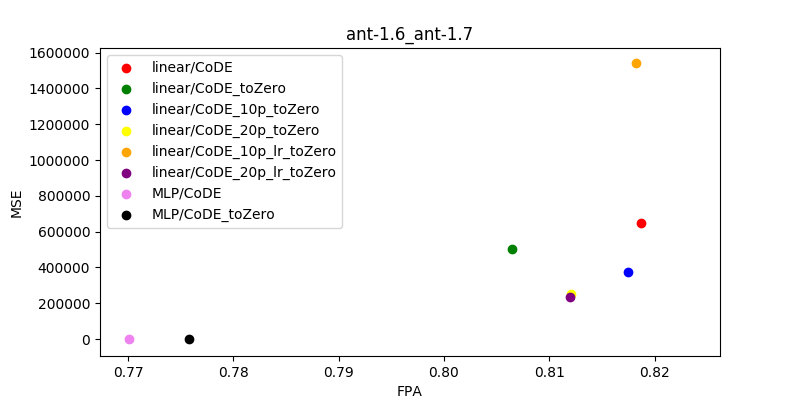 ant-1.6_ant-1.7
1600000
1400000
1200000
1000000
800000
600000
400000
200000
0
MSE
linear/CoDE
linear/CoDE_toZero
linear/CoDE_10p_toZero
linear/CoDE_20p_toZero
linear/CoDE_10p_lr_toZero
linear/CoDE_20p_lr_toZero
MLP/CoDE
MLP/CoDE_toZero
0.77 0.78 0.79 0.80 0.81 0.82
FPA